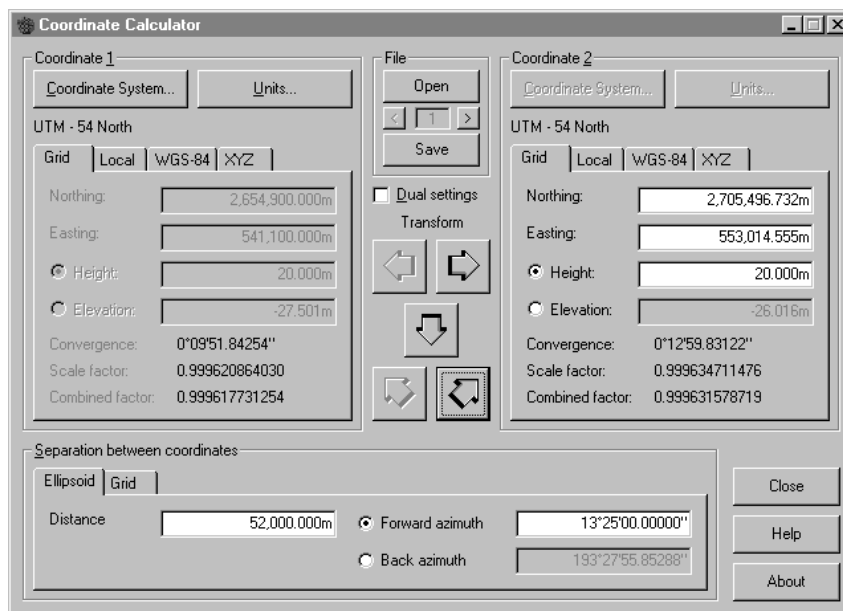 Coordinate Calculator
Coordinate 1
Coordinate System...
Units...
UTM - 54 North
Grid
Local
WGS-84
XYZ
Northing:
2,654,900.000m
Easting:
541,100.000m
Height:
20.000m
Elevation:
-27.501m
Convergence:
0°09'51.84254"
Scale factor:
0.999620864030
Combined factor:
0.999617731254
File
Open
<
1
>
Save
Dual settings
Transform
Coordinate 2
Coordinate System...
Units...
UTM - 54 North
Grid
Local
WGS-84
XYZ
Northing:
2,705,496.732m
Easting:
553,014.555m
Height:
20.000m
Elevation:
-26.016m
Convergence:
0°12'59.83122"
Scale factor:
0.999634711476
Combined factor:
0.999631578719
Separation between coordinates
Ellipsoid
Grid
Distance
52,000.000m
Forward azimuth
13°25'00.00000"
Back azimuth
193°27'55.85288"
Close
Help
About